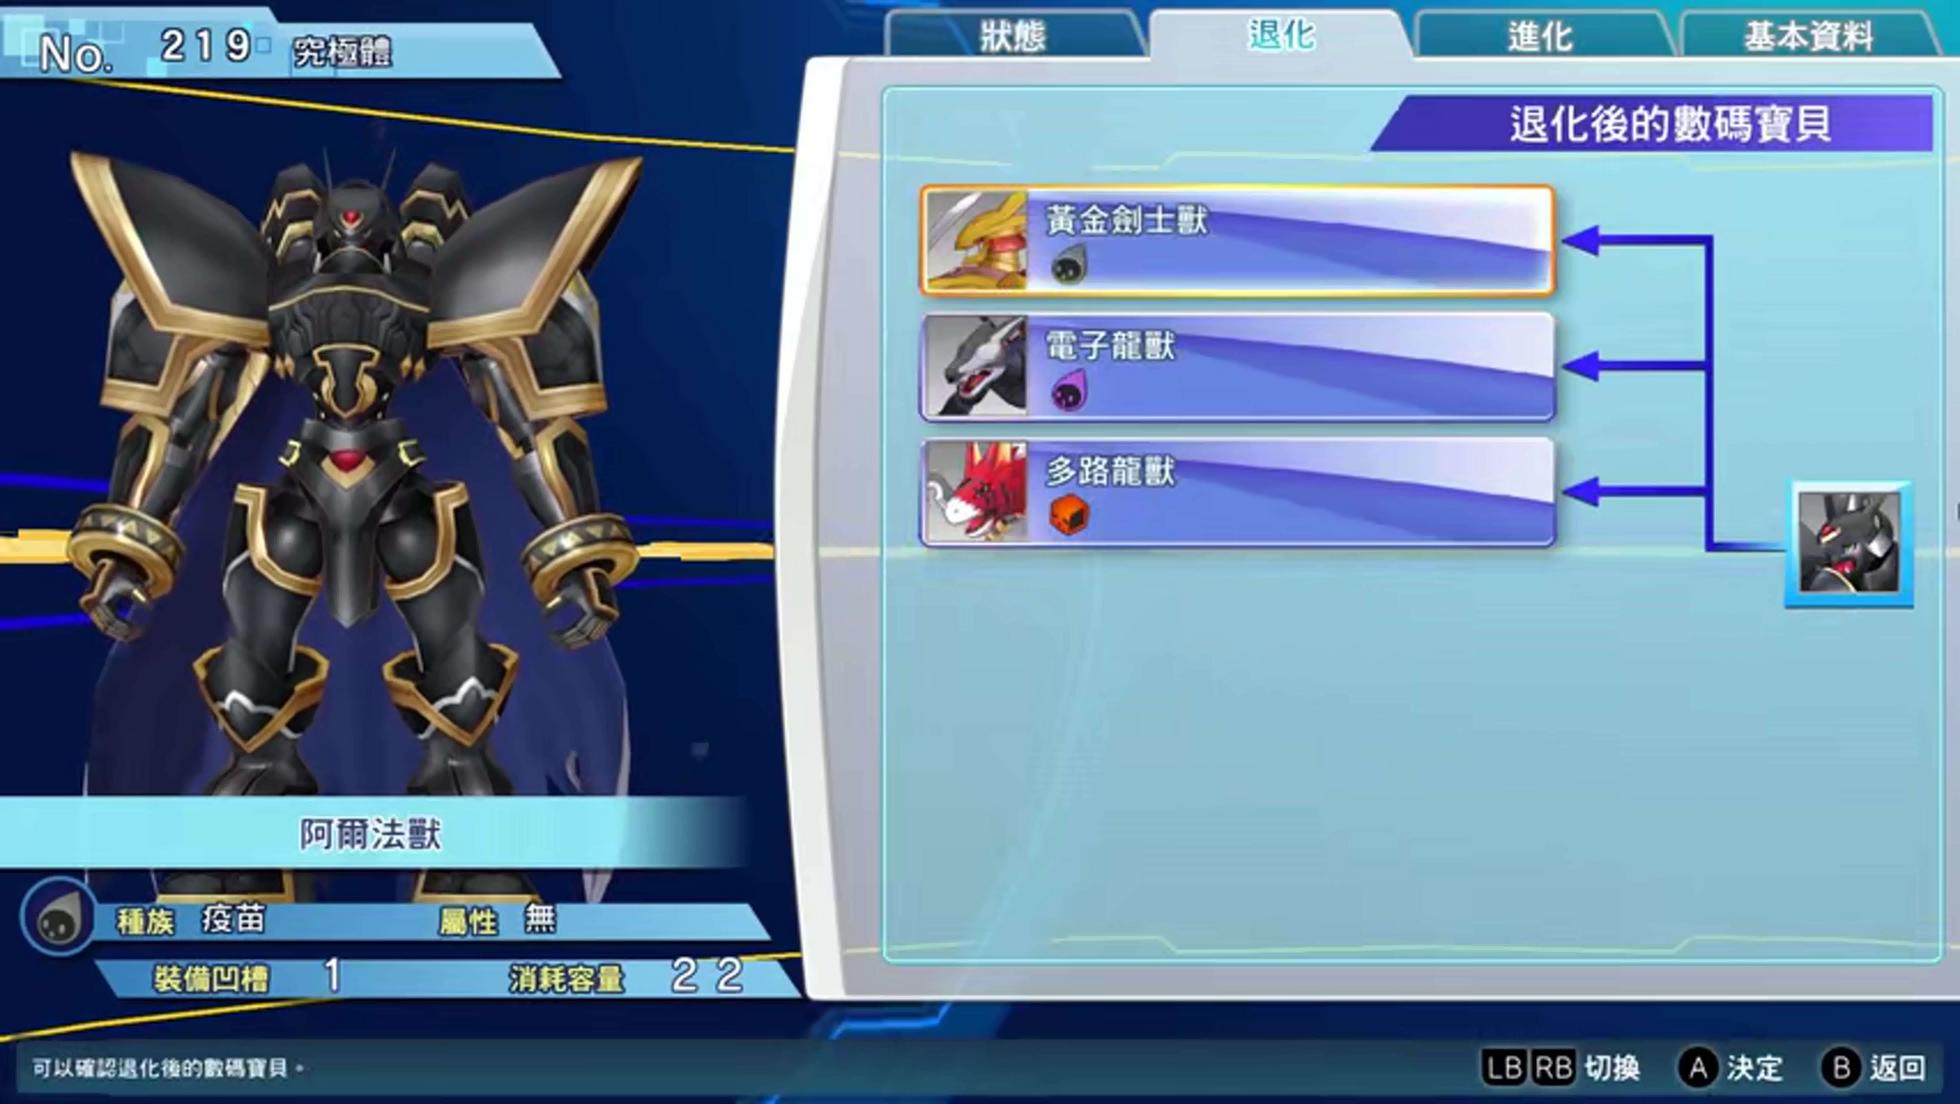 No. 219 究極體
狀態 退化 進化 基本資料
退化後的數碼寶貝
黃金劍士獸
電子龍獸
多路龍獸
阿爾法獸
種族 疫苗 屬性 無
裝備凹槽 1 消耗容量 22
可以確認退化後的數碼寶貝。
LB RB 切換 A 決定 B 返回